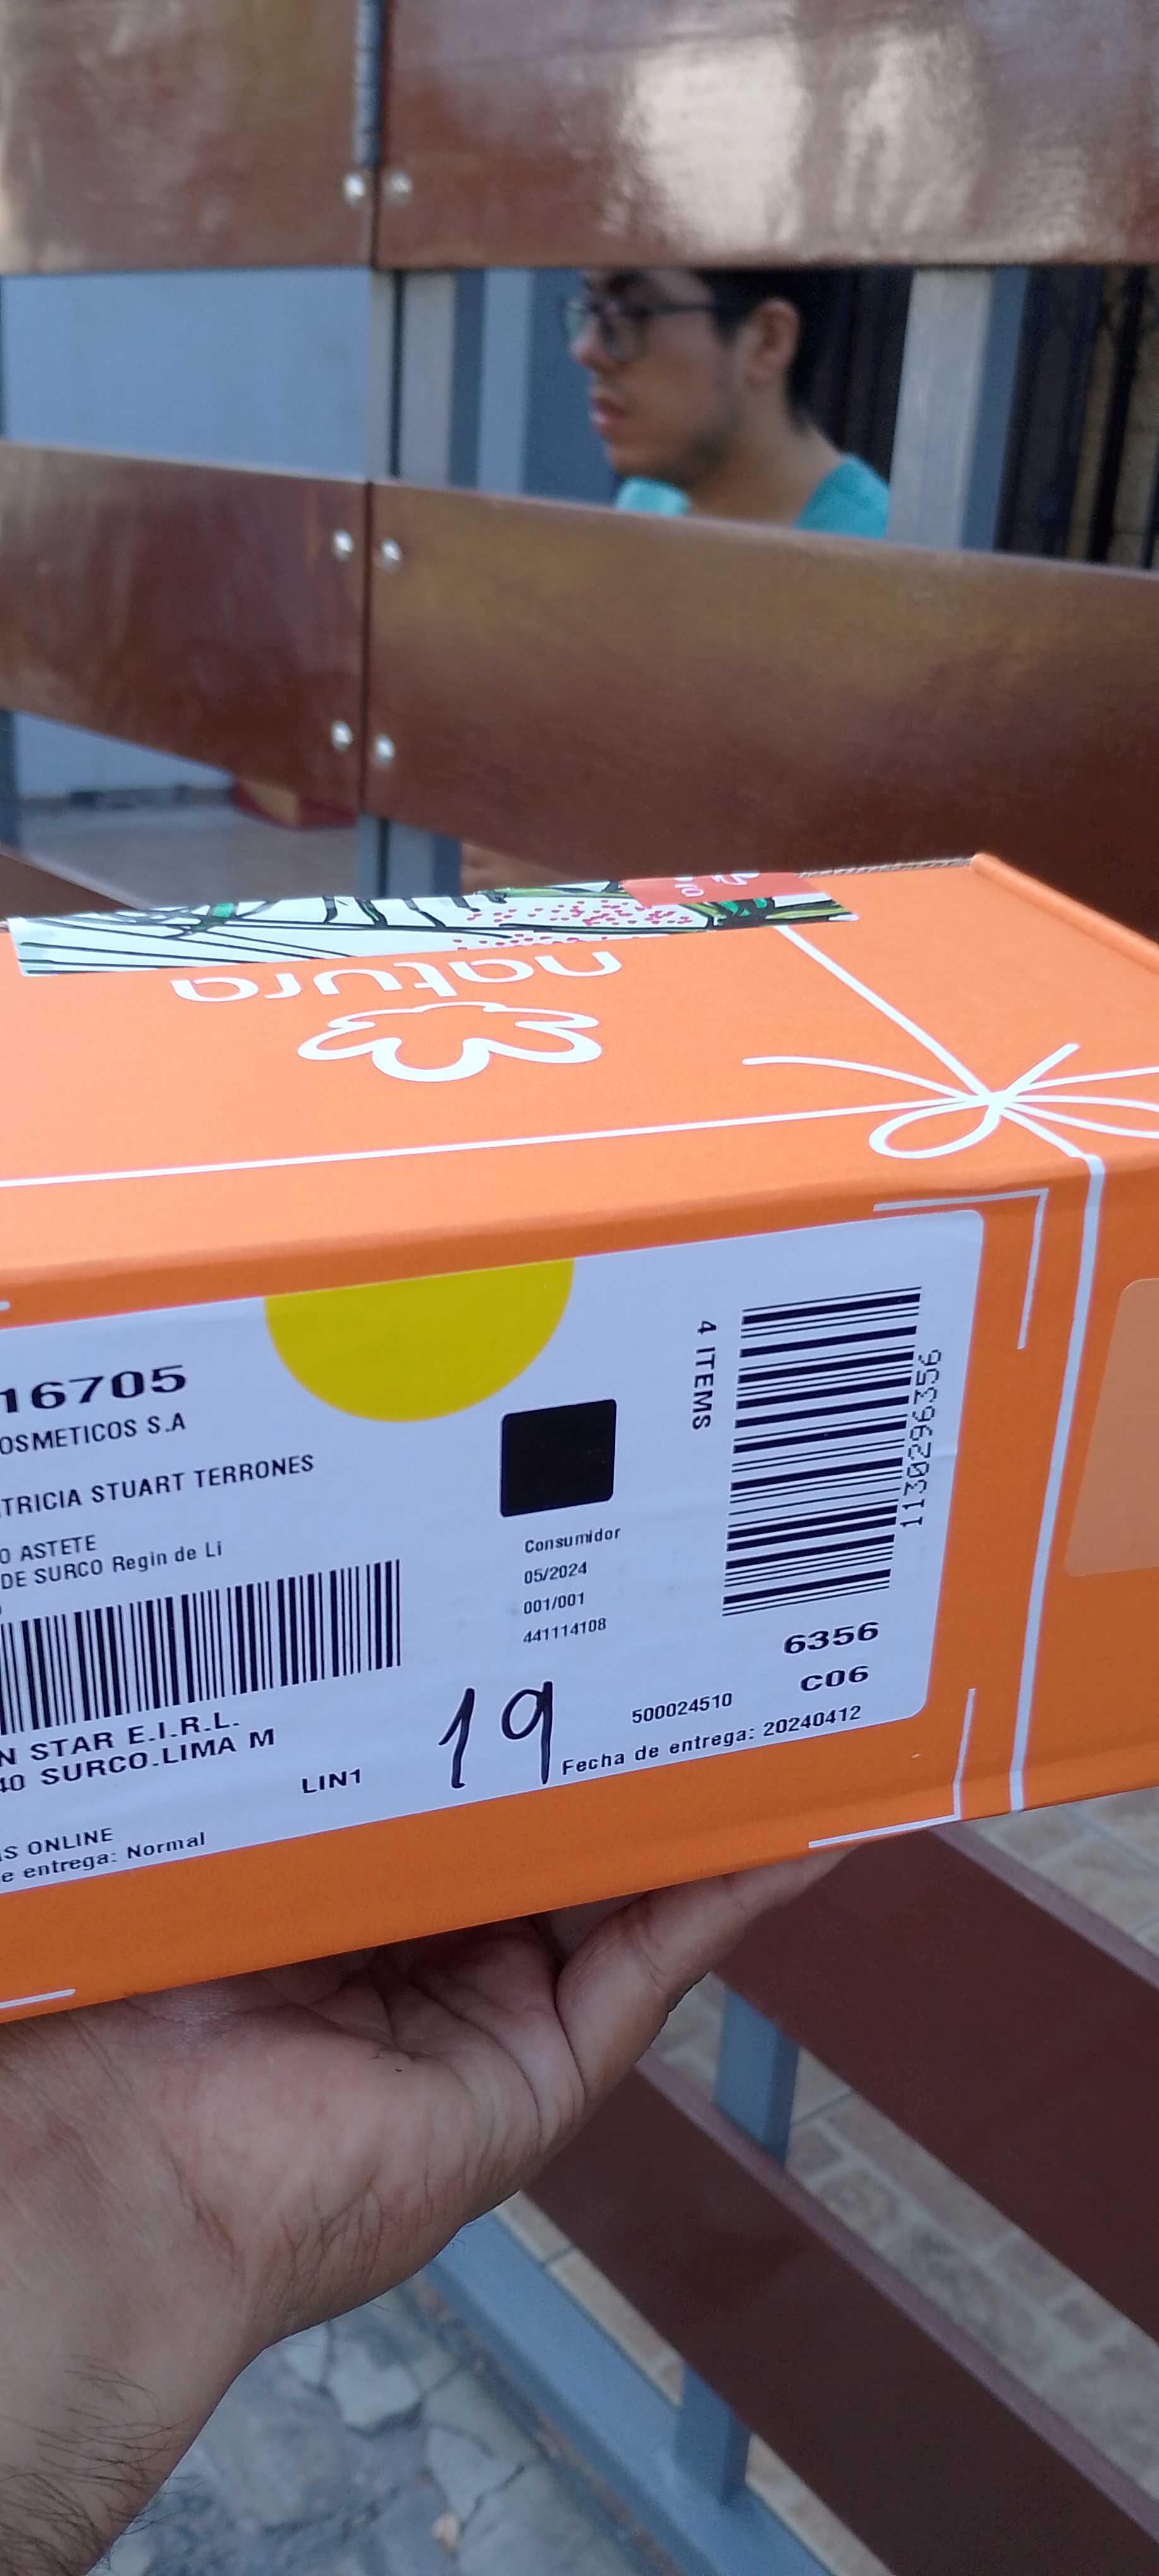 natura
16705
OSMETICOS S.A
TRICIA STUART TERRONES
O ASTETE
DE SURCO Regin de Li
N STAR E.I.R.L.
40 SURCO.LIMA M
LIN1
S ONLINE
e entrega: Normal
Consumidor
05/2024
001/001
441114108
19
4 ITEMS
1130296356
6356
C06
500024510
Fecha de entrega: 20240412